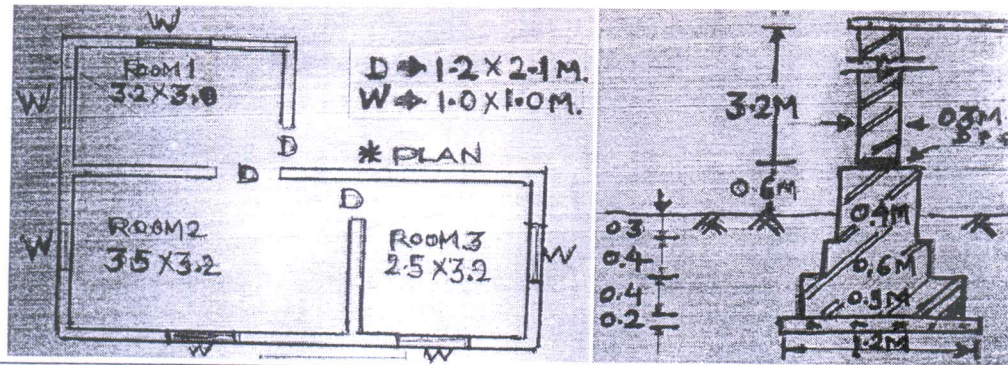 W
ROOM 1
3.2 X 3.0
W
D → 1.2 X 2.1 M.
W → 1.0 X 1.0 M.
D
* PLAN
D
D
ROOM 2
3.5 X 3.2
W
ROOM 3
2.5 X 3.2
W
W
W
3.2M
0.3M
0.6M
0.3
0.4
0.4
0.2
0.4M
0.6M
1.2M